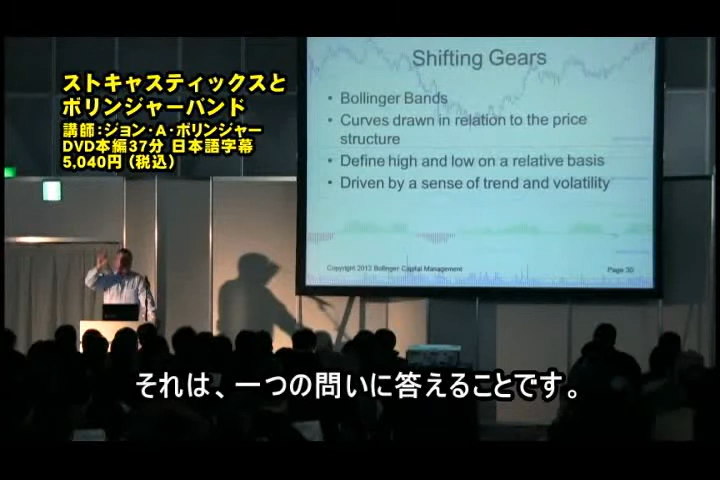 ストキャスティックスと
ボリンジャーバンド
講師：ジョン・A・ボリンジャー
DVD本編37分 日本語字幕
5,040円（税込）
Shifting Gears
• Bollinger Bands
• Curves drawn in relation to the price
structure
• Define high and low on a relative basis
• Driven by a sense of trend and volatility
Copyright 2013 Bollinger Capital Management
Page 30
それは、一つの問いに答えることです。